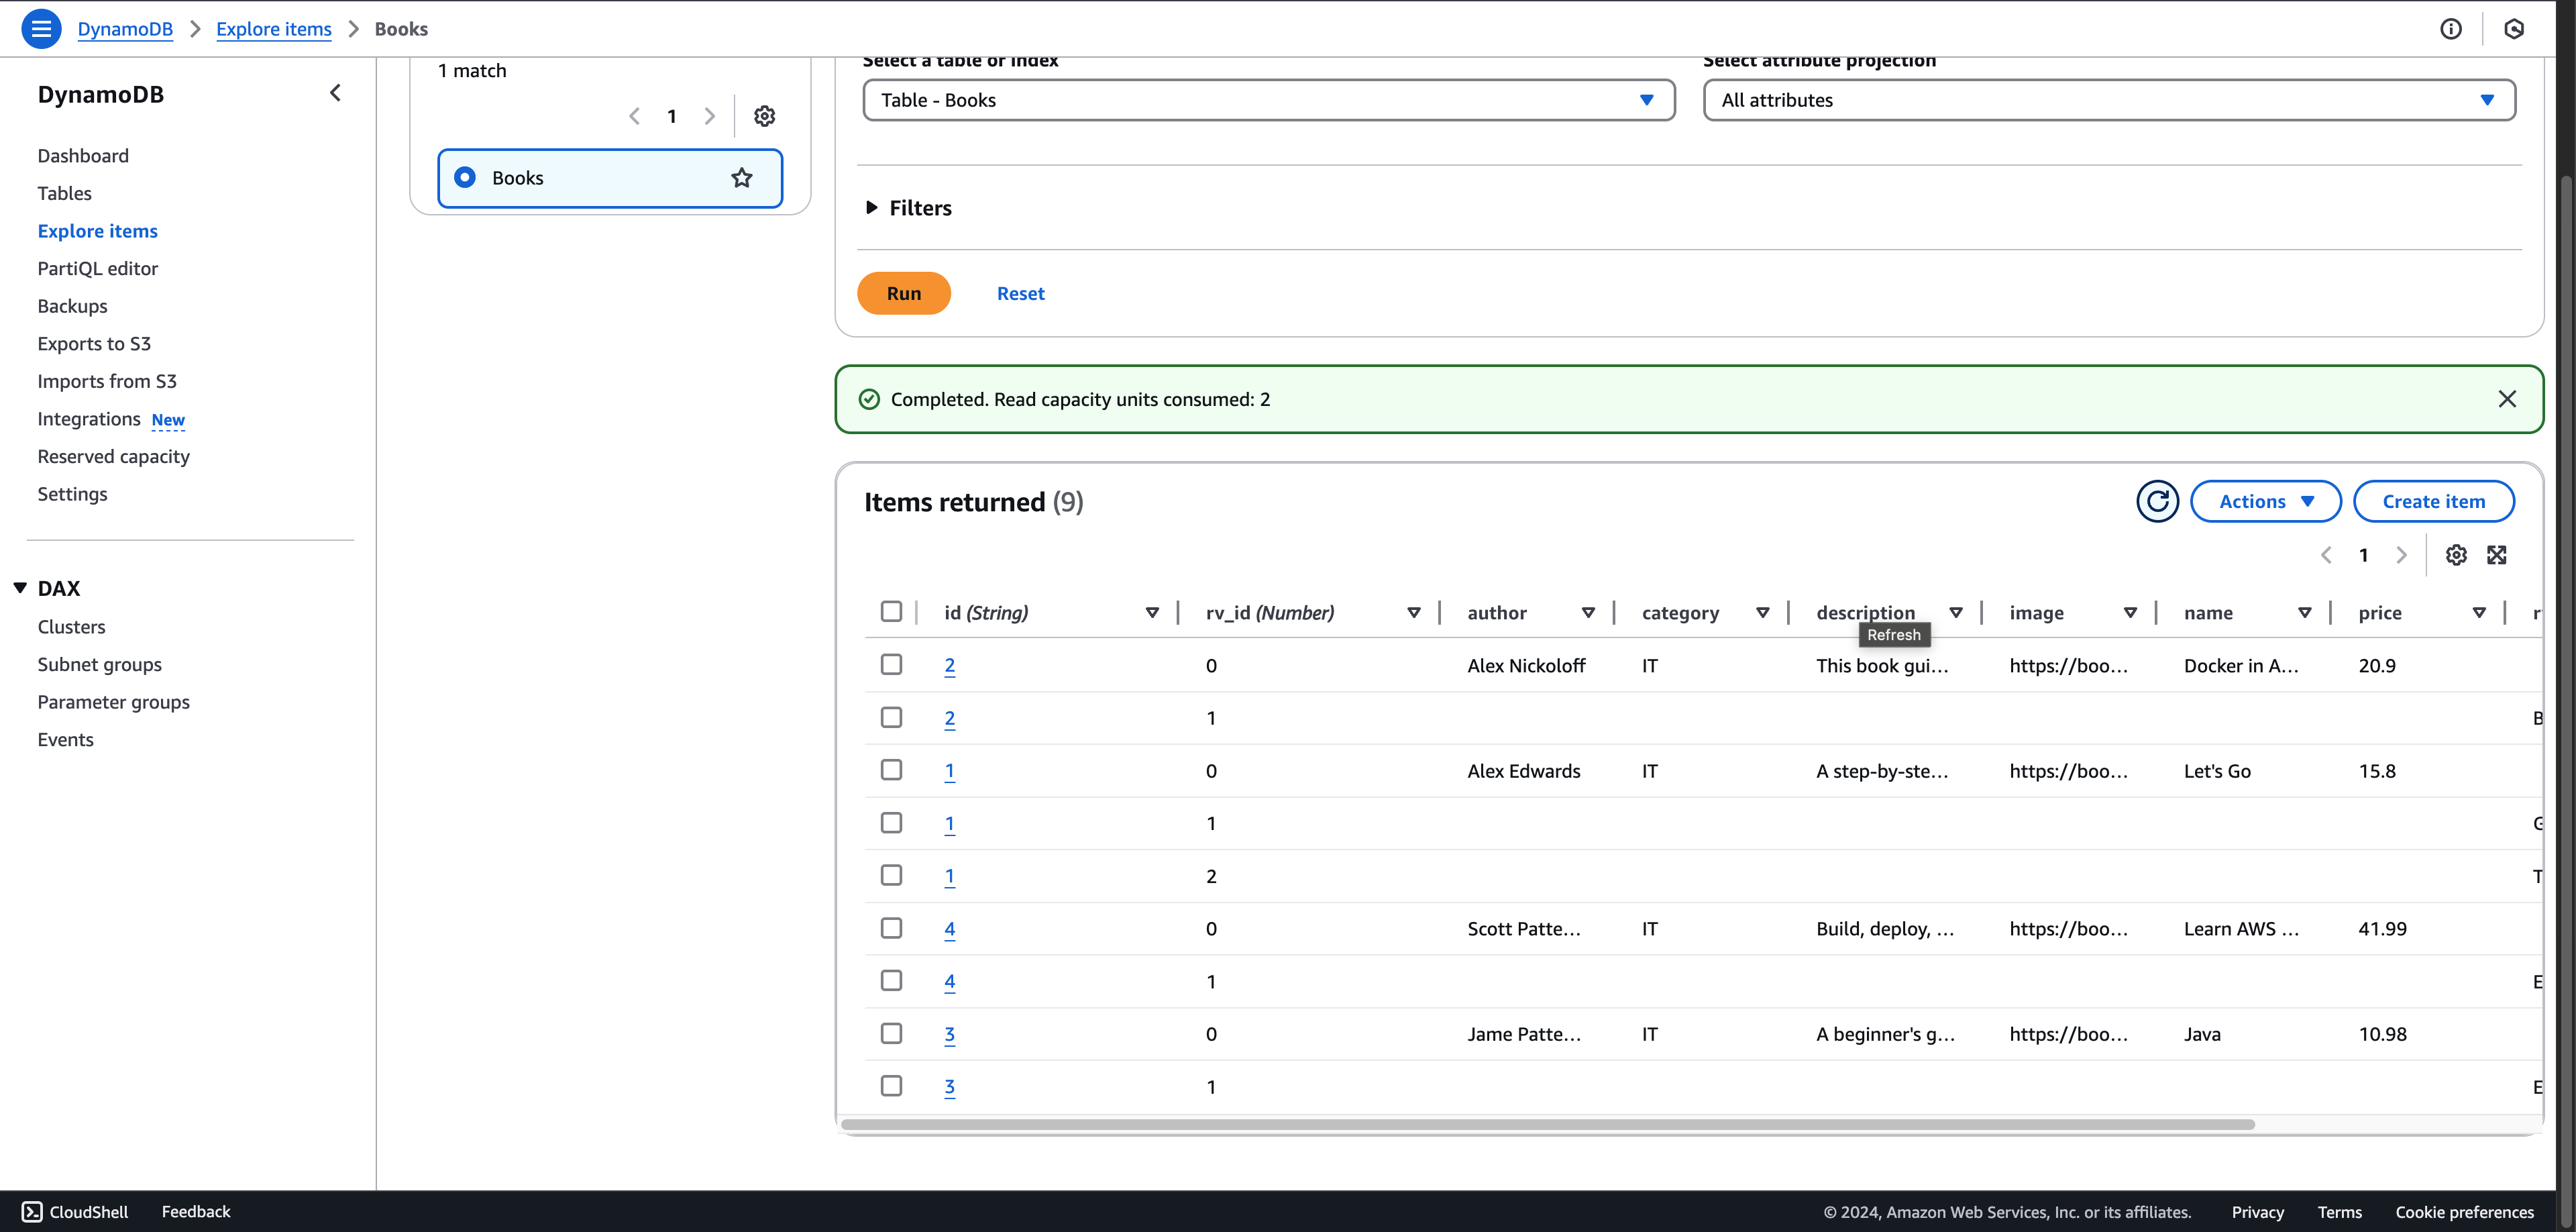 DynamoDB > Explore items > Books
DynamoDB
Dashboard
Tables
Explore items
PartiQL editor
Backups
Exports to S3
Imports from S3
Integrations New
Reserved capacity
Settings
DAX
Clusters
Subnet groups
Parameter groups
Events
1 match
1
Books
Select a table or index
Table - Books
Select attribute projection
All attributes
Filters
Run Reset
Completed. Read capacity units consumed: 2
Items returned (9)
Actions Create item
1
id (String) rv_id (Number) author category description image name price
Refresh
2 0 Alex Nickoloff IT This book gui... https://boo... Docker in A... 20.9
2 1 B
1 0 Alex Edwards IT A step-by-ste... https://boo... Let's Go 15.8
1 1
1 2 T
4 0 Scott Patte... IT Build, deploy, ... https://boo... Learn AWS ... 41.99
4 1 E
3 0 Jame Patte... IT A beginner's g... https://boo... Java 10.98
3 1 E
CloudShell Feedback © 2024, Amazon Web Services, Inc. or its affiliates. Privacy Terms Cookie preferences